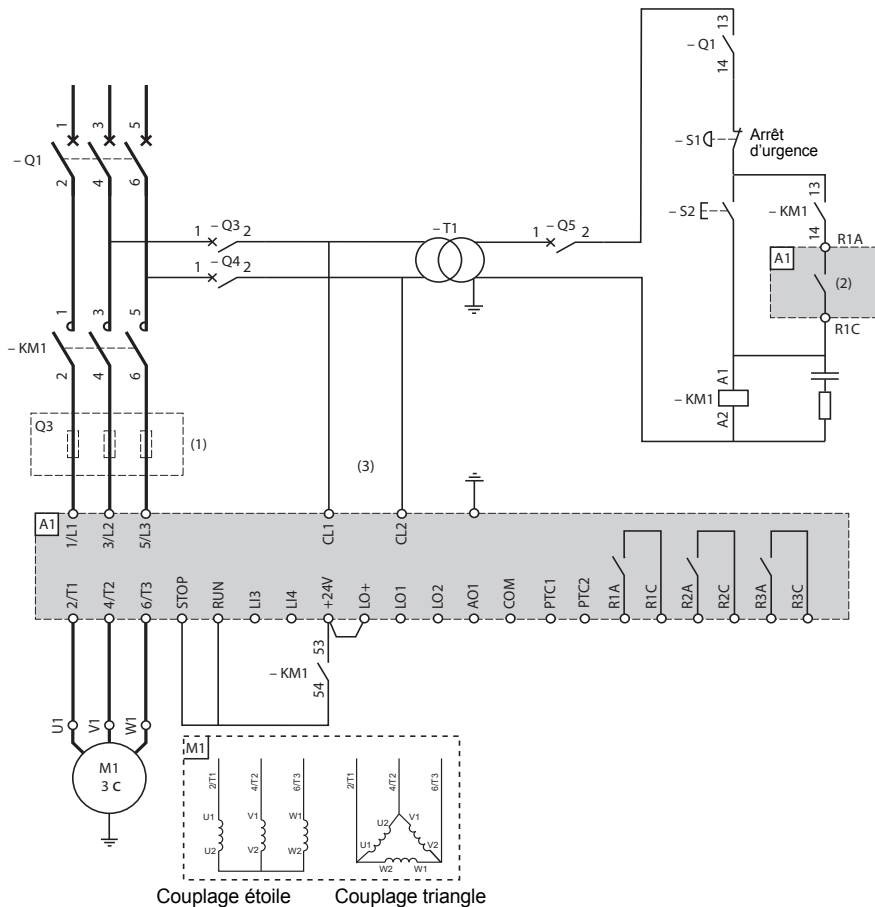 13
– Q1
14
1
3
5
– Q1
2
4
6
– S1
Arrêt
d’urgence
– S2
13
– KM1
14
R1A
A1
(2)
R1C
1
– Q3
2
1
– Q4
2
– T1
1
– Q5
2
1
3
5
– KM1
2
4
6
A1
– KM1
A2
Q3
(1)
(3)
A1
1/L1
3/L2
5/L3
CL1
CL2
2/T1
4/T2
6/T3
STOP
RUN
LI3
LI4
+24V
LO+
LO1
LO2
AO1
COM
PTC1
PTC2
R1A
R1C
R2A
R2C
R3A
R3C
53
– KM1
54
U1
V1
W1
M1
3 c
M1
2/T1
4/T2
6/T3
2/T1
4/T2
6/T3
U1
V1
W1
U2
V2
W2
U2
V1
U1
V2
W2
W1
Couplage étoile
Couplage triangle